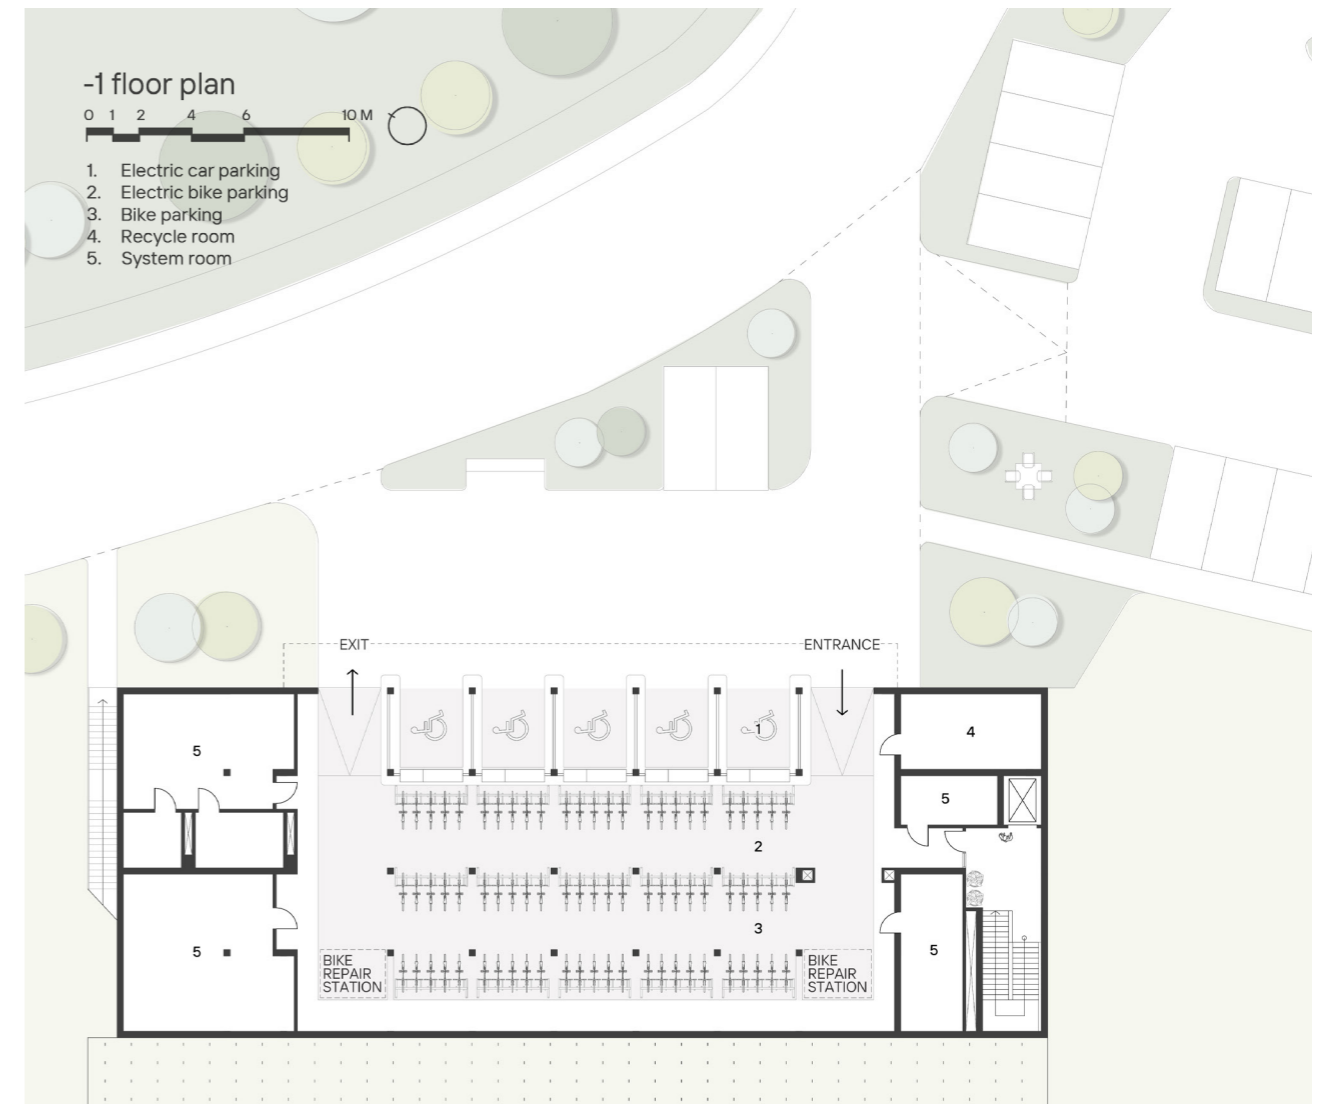 -1 floor plan
0 1 2 4 6 10 M
1. Electric car parking
2. Electric bike parking
3. Bike parking
4. Recycle room
5. System room
EXIT
ENTRANCE
1
4
5
5
2
3
5
5
BIKE
REPAIR
STATION
BIKE
REPAIR
STATION